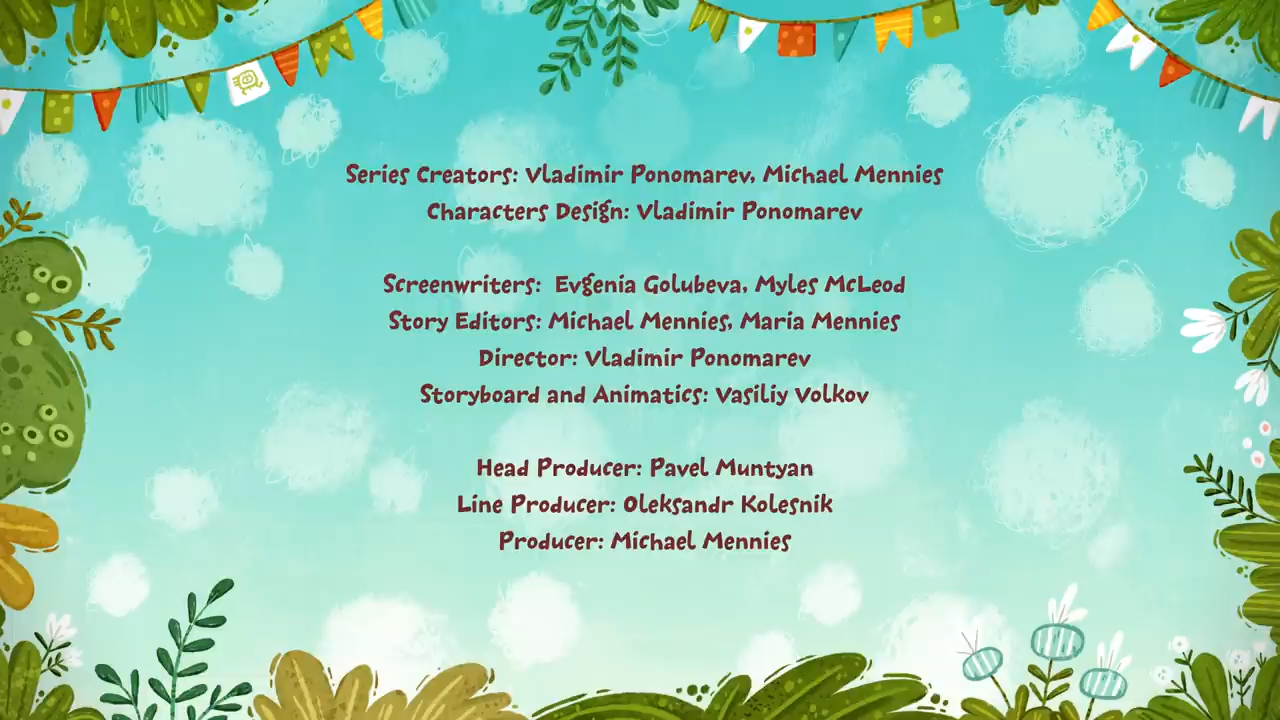 Series Creators: Vladimir Ponomarev, Michael Mennies
Characters Design: Vladimir Ponomarev
Screenwriters: Evgenia Golubeva, Myles McLeod
Story Editors: Michael Mennies, Maria Mennies
Director: Vladimir Ponomarev
Storyboard and Animatics: Vasiliy Volkov
Head Producer: Pavel Muntyan
Line Producer: Oleksandr Kolesnik
Producer: Michael Mennies